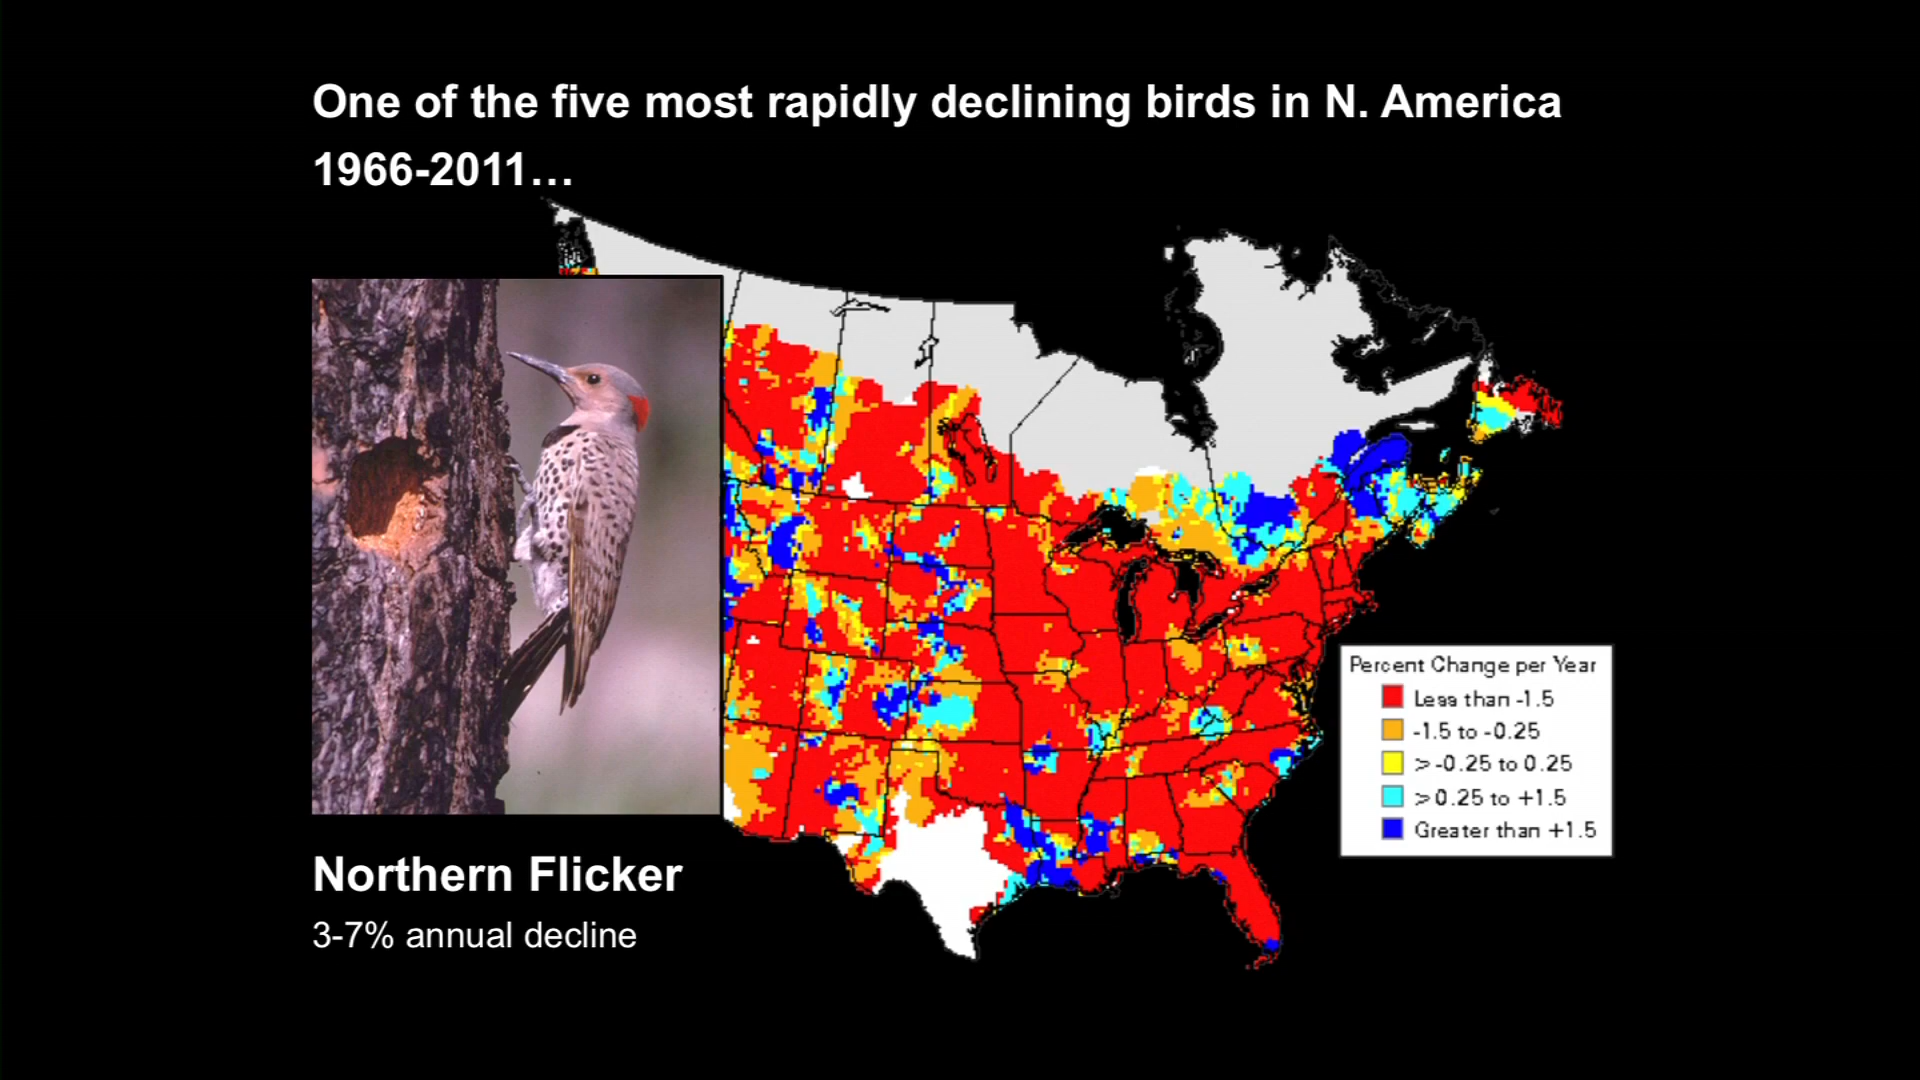 One of the five most rapidly declining birds in N. America
1966-2011…
Percent Change per Year
Less than -1.5
-1.5 to -0.25
> -0.25 to 0.25
> 0.25 to +1.5
Greater than +1.5
Northern Flicker
3-7% annual decline